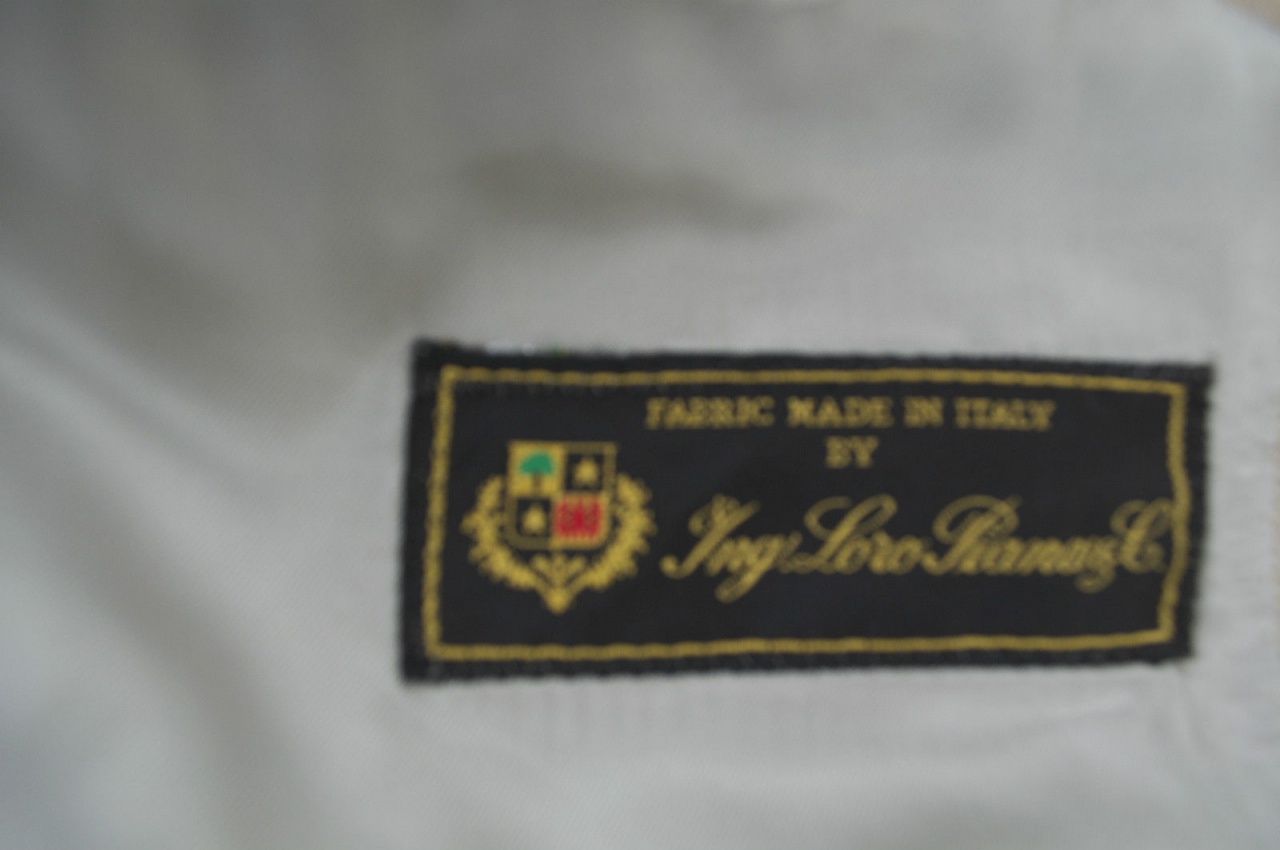 FABRIC MADE IN ITALY
BY
Ing. Loro Piana & C.